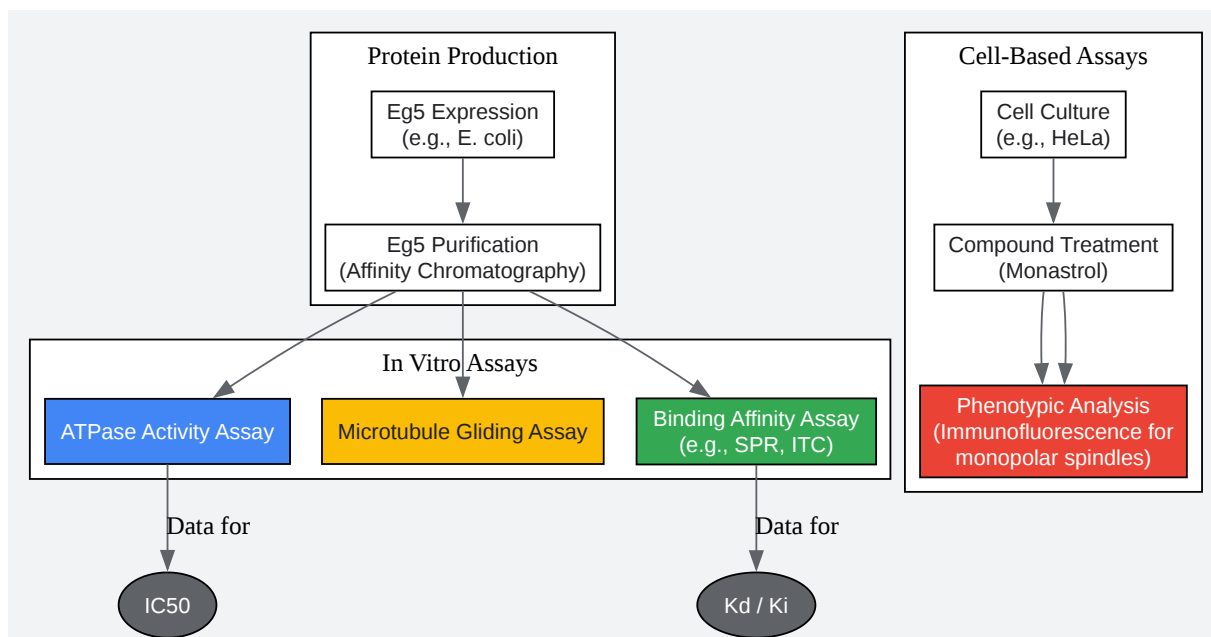 Protein Production
Eg5 Expression
(e.g., E. coli)
Eg5 Purification
(Affinity Chromatography)
In Vitro Assays
ATPase Activity Assay
Microtubule Gliding Assay
Binding Affinity Assay
(e.g., SPR, ITC)
Data for
Data for
IC50
Kd / Ki
Cell-Based Assays
Cell Culture
(e.g., HeLa)
Compound Treatment
(Monastrol)
Phenotypic Analysis
(Immunofluorescence for
monopolar spindles)